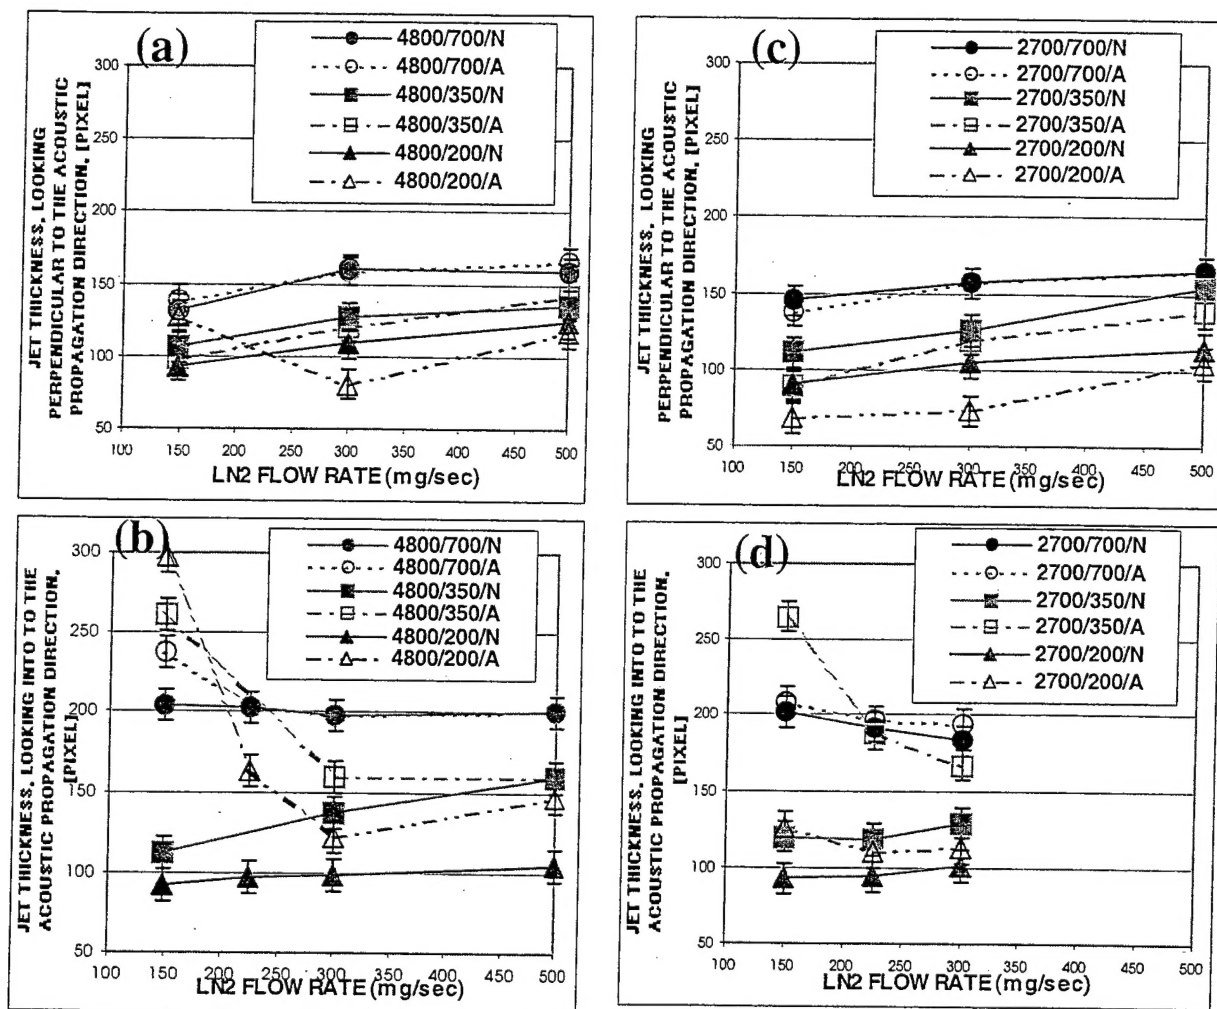 (a)
4800/700/N
4800/700/A
4800/350/N
4800/350/A
4800/200/N
4800/200/A
JET THICKNESS, LOOKING
PERPENDICULAR TO THE ACOUSTIC
PROPAGATION DIRECTION, [PIXEL]
300
250
200
150
100
50
100 150 200 250 300 350 400 450 500
LN2 FLOW RATE (mg/sec)
(c)
2700/700/N
2700/700/A
2700/350/N
2700/350/A
2700/200/N
2700/200/A
JET THICKNESS, LOOKING
PERPENDICULAR TO THE ACOUSTIC
PROPAGATION DIRECTION, [PIXEL]
300
250
200
150
100
50
100 150 200 250 300 350 400 450 500
LN2 FLOW RATE (mg/sec)
(b)
4800/700/N
4800/700/A
4800/350/N
4800/350/A
4800/200/N
4800/200/A
JET THICKNESS, LOOKING INTO TO THE
ACOUSTIC PROPAGATION DIRECTION,
[PIXEL]
300
250
200
150
100
50
100 150 200 250 300 350 400 450 500
LN2 FLOW RATE (mg/sec)
(d)
2700/700/N
2700/700/A
2700/350/N
2700/350/A
2700/200/N
2700/200/A
JET THICKNESS, LOOKING INTO TO THE
ACOUSTIC PROPAGATION DIRECTION,
[PIXEL]
300
250
200
150
100
50
100 150 200 250 300 350 400 450 500
LN2 FLOW RATE (mg/sec)